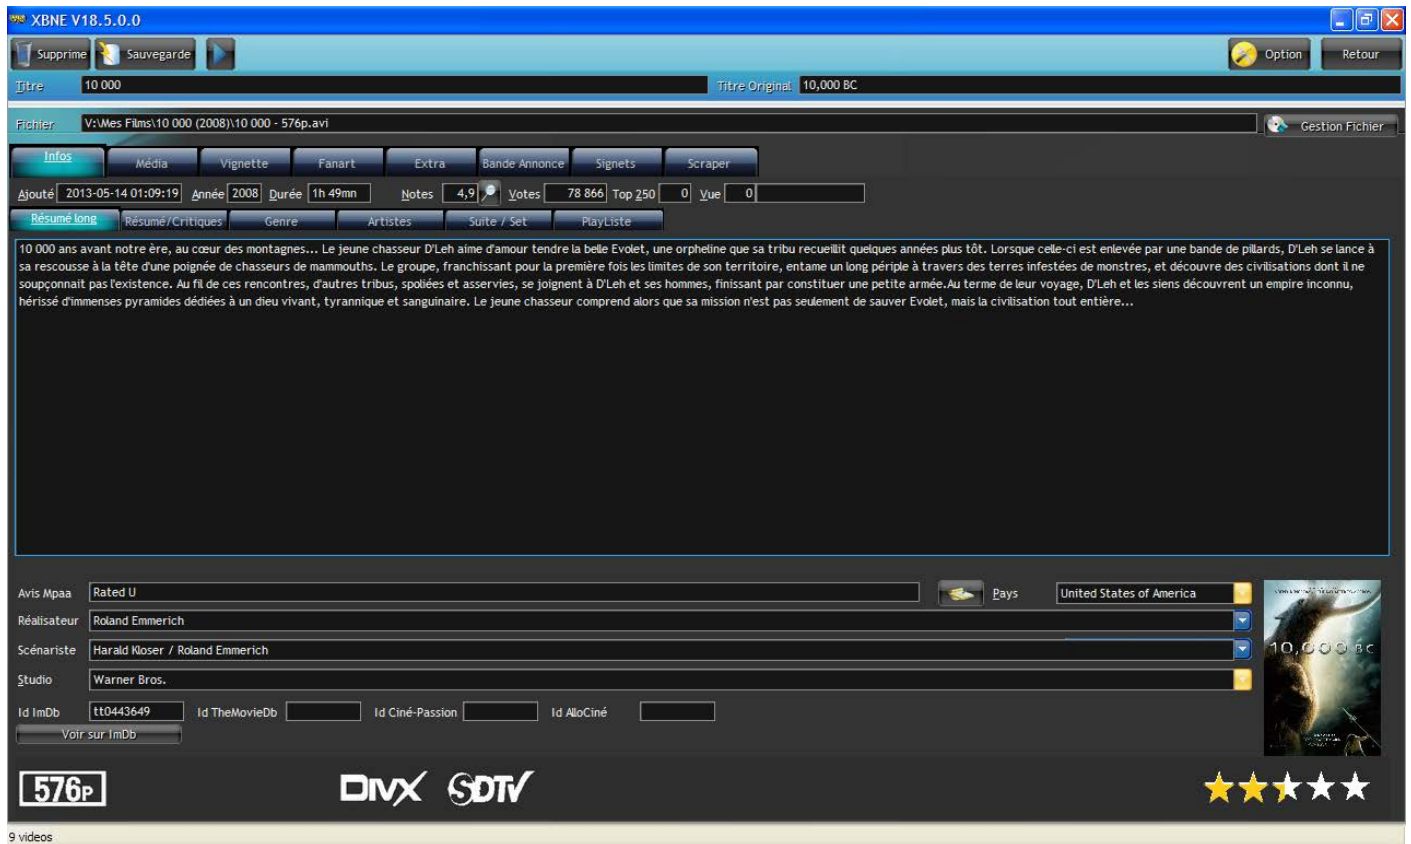 XBNE V18.5.0.0
Supprime Sauvegarde Option Retour
Titre 10 000 Titre Original 10,000 BC
Fichier V:\Mes Films\10 000 (2008)\10 000 - 576p.avi Gestion Fichier
Infos Média Vignette Fanart Extra Bande Annonce Signets Scraper
Ajouté 2013-05-14 01:09:19 Année 2008 Durée 1h 49mn Notes 4,9 Votes 78 866 Top 250 0 Vue 0
Résumé long Résumé/Critiques Genre Artistes Suite / Set PlayListe
10 000 ans avant notre ère, au cœur des montagnes... Le jeune chasseur D'Leh aime d'amour tendre la belle Evolet, une orpheline que sa tribu recueillit quelques années plus tôt. Lorsque celle-ci est enlevée par une bande de pillards, D'Leh se lance à
sa rescousse à la tête d'une poignée de chasseurs de mammouths. Le groupe, franchissant pour la première fois les limites de son territoire, entame un long périple à travers des terres infestées de monstres, et découvre des civilisations dont il ne
soupçonnait pas l'existence. Au fil de ces rencontres, d'autres tribus, spoliées et asservies, se joignent à D'Leh et ses hommes, finissant par constituer une petite armée.Au terme de leur voyage, D'Leh et les siens découvrent un empire inconnu,
hérissé d'immenses pyramides dédiées à un dieu vivant, tyrannique et sanguinaire. Le jeune chasseur comprend alors que sa mission n'est pas seulement de sauver Evolet, mais la civilisation tout entière...
Avis Mpaa Rated U Pays United States of America
Réalisateur Roland Emmerich
Scénariste Harald Kloser / Roland Emmerich
10,000 BC
Studio Warner Bros.
Id ImDb tt0443649 Id TheMovieDb Id Ciné-Passion Id AlloCiné
Voir sur ImDb
576P DIVX SDTV
9 videos